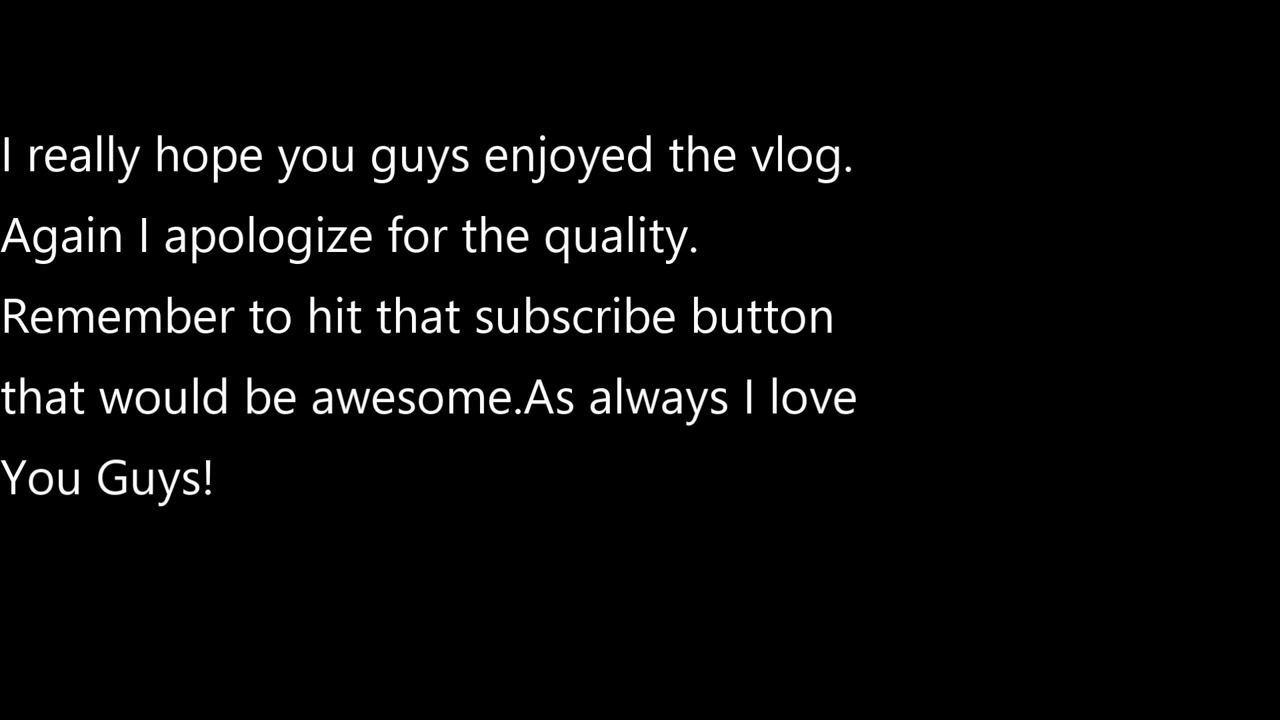 I really hope you guys enjoyed the vlog.
Again I apologize for the quality.
Remember to hit that subscribe button
that would be awesome.As always I love
You Guys!